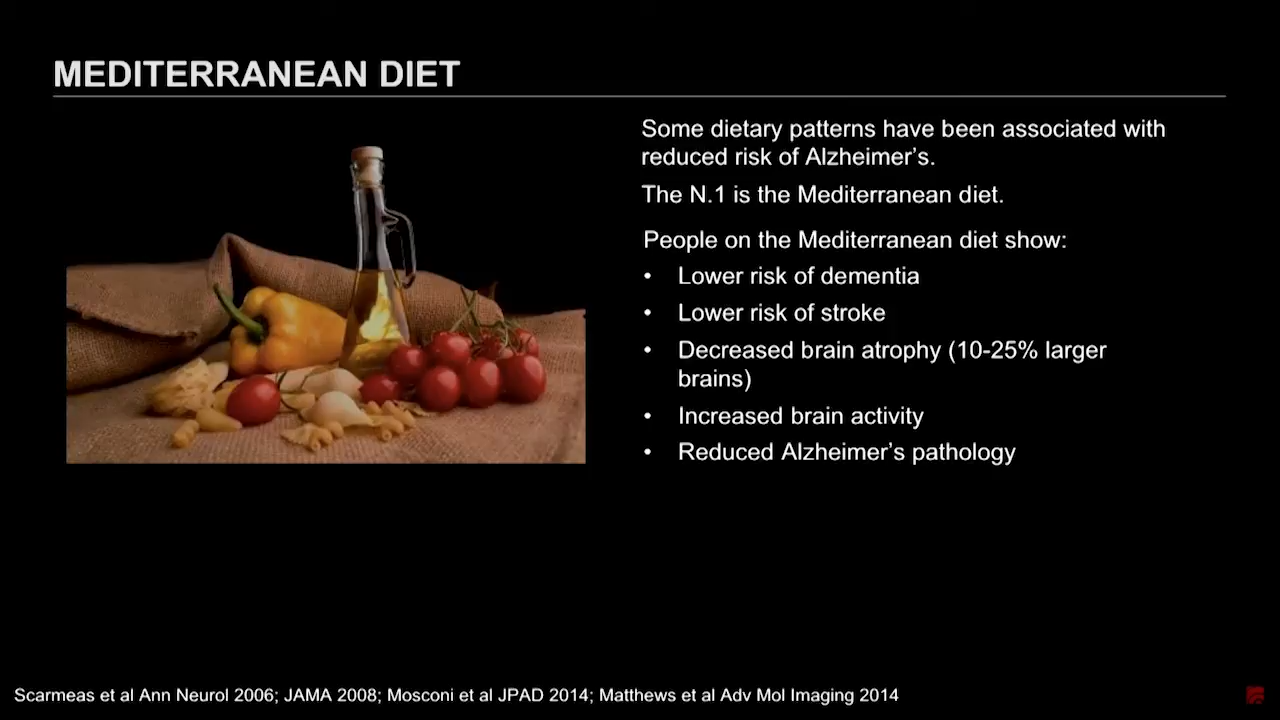 MEDITERRANEAN DIET
Some dietary patterns have been associated with
reduced risk of Alzheimer’s.
The N.1 is the Mediterranean diet.
People on the Mediterranean diet show:
• Lower risk of dementia
• Lower risk of stroke
• Decreased brain atrophy (10-25% larger
brains)
• Increased brain activity
• Reduced Alzheimer’s pathology
Scarmeas et al Ann Neurol 2006; JAMA 2008; Mosconi et al JPAD 2014; Matthews et al Adv Mol Imaging 2014